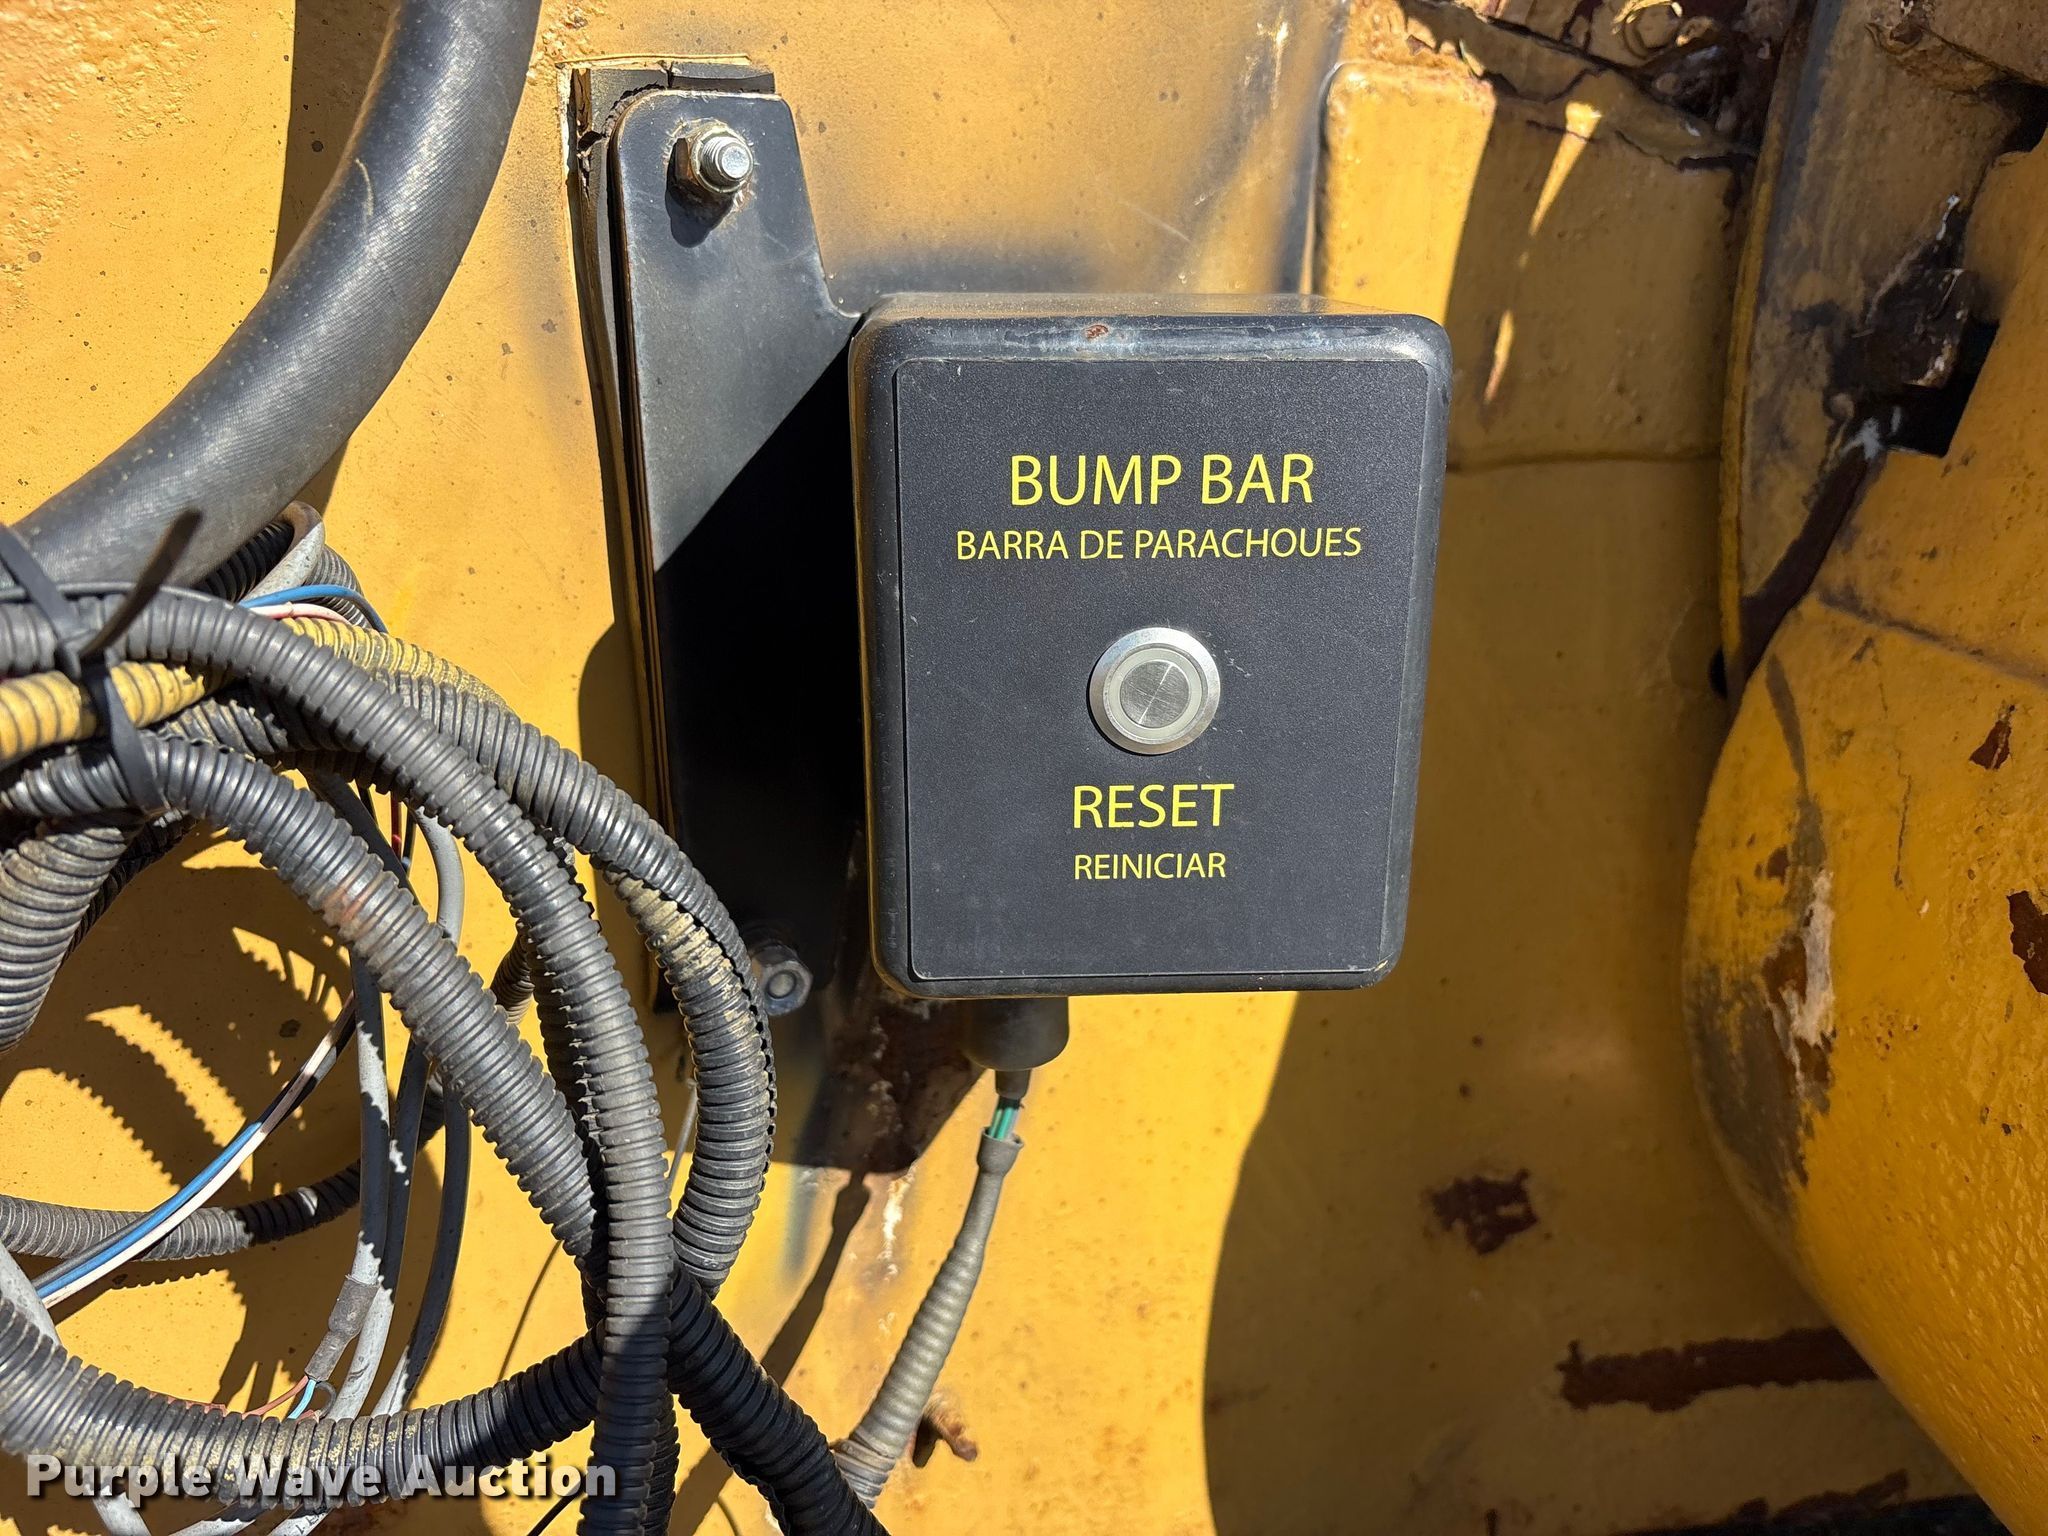 BUMP BAR
BARRA DE PARACHOUES
RESET
REINICIAR
Purple Wave Auction